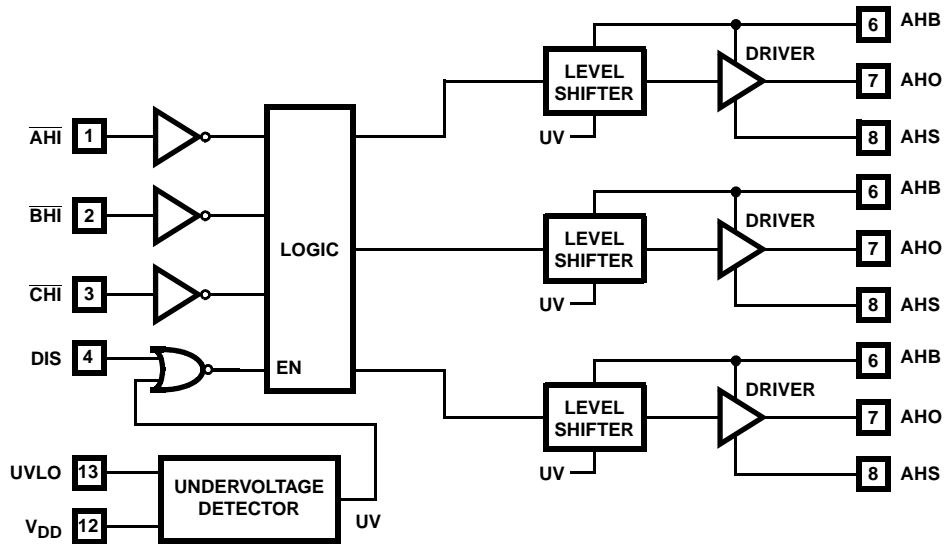 AHI 1
BHI 2
CHI 3
DIS 4
UVLO 13
VDD 12
UNDERVOLTAGE
DETECTOR
UV
LOGIC
EN
LEVEL
SHIFTER
UV
DRIVER
6 AHB
7 AHO
8 AHS
LEVEL
SHIFTER
UV
DRIVER
6 AHB
7 AHO
8 AHS
LEVEL
SHIFTER
UV
DRIVER
6 AHB
7 AHO
8 AHS